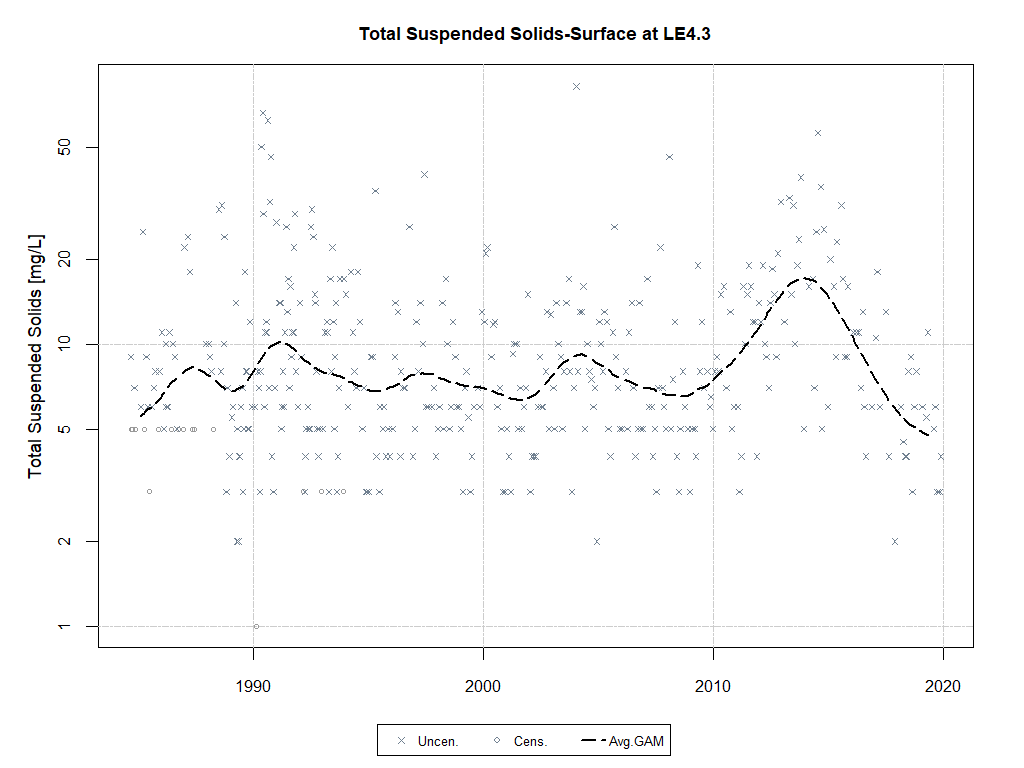 Total Suspended Solids-Surface at LE4.3
Total Suspended Solids [mg/L]
50
20
10
5
2
1
1990 2000 2010 2020
Uncen. Cens. Avg.GAM